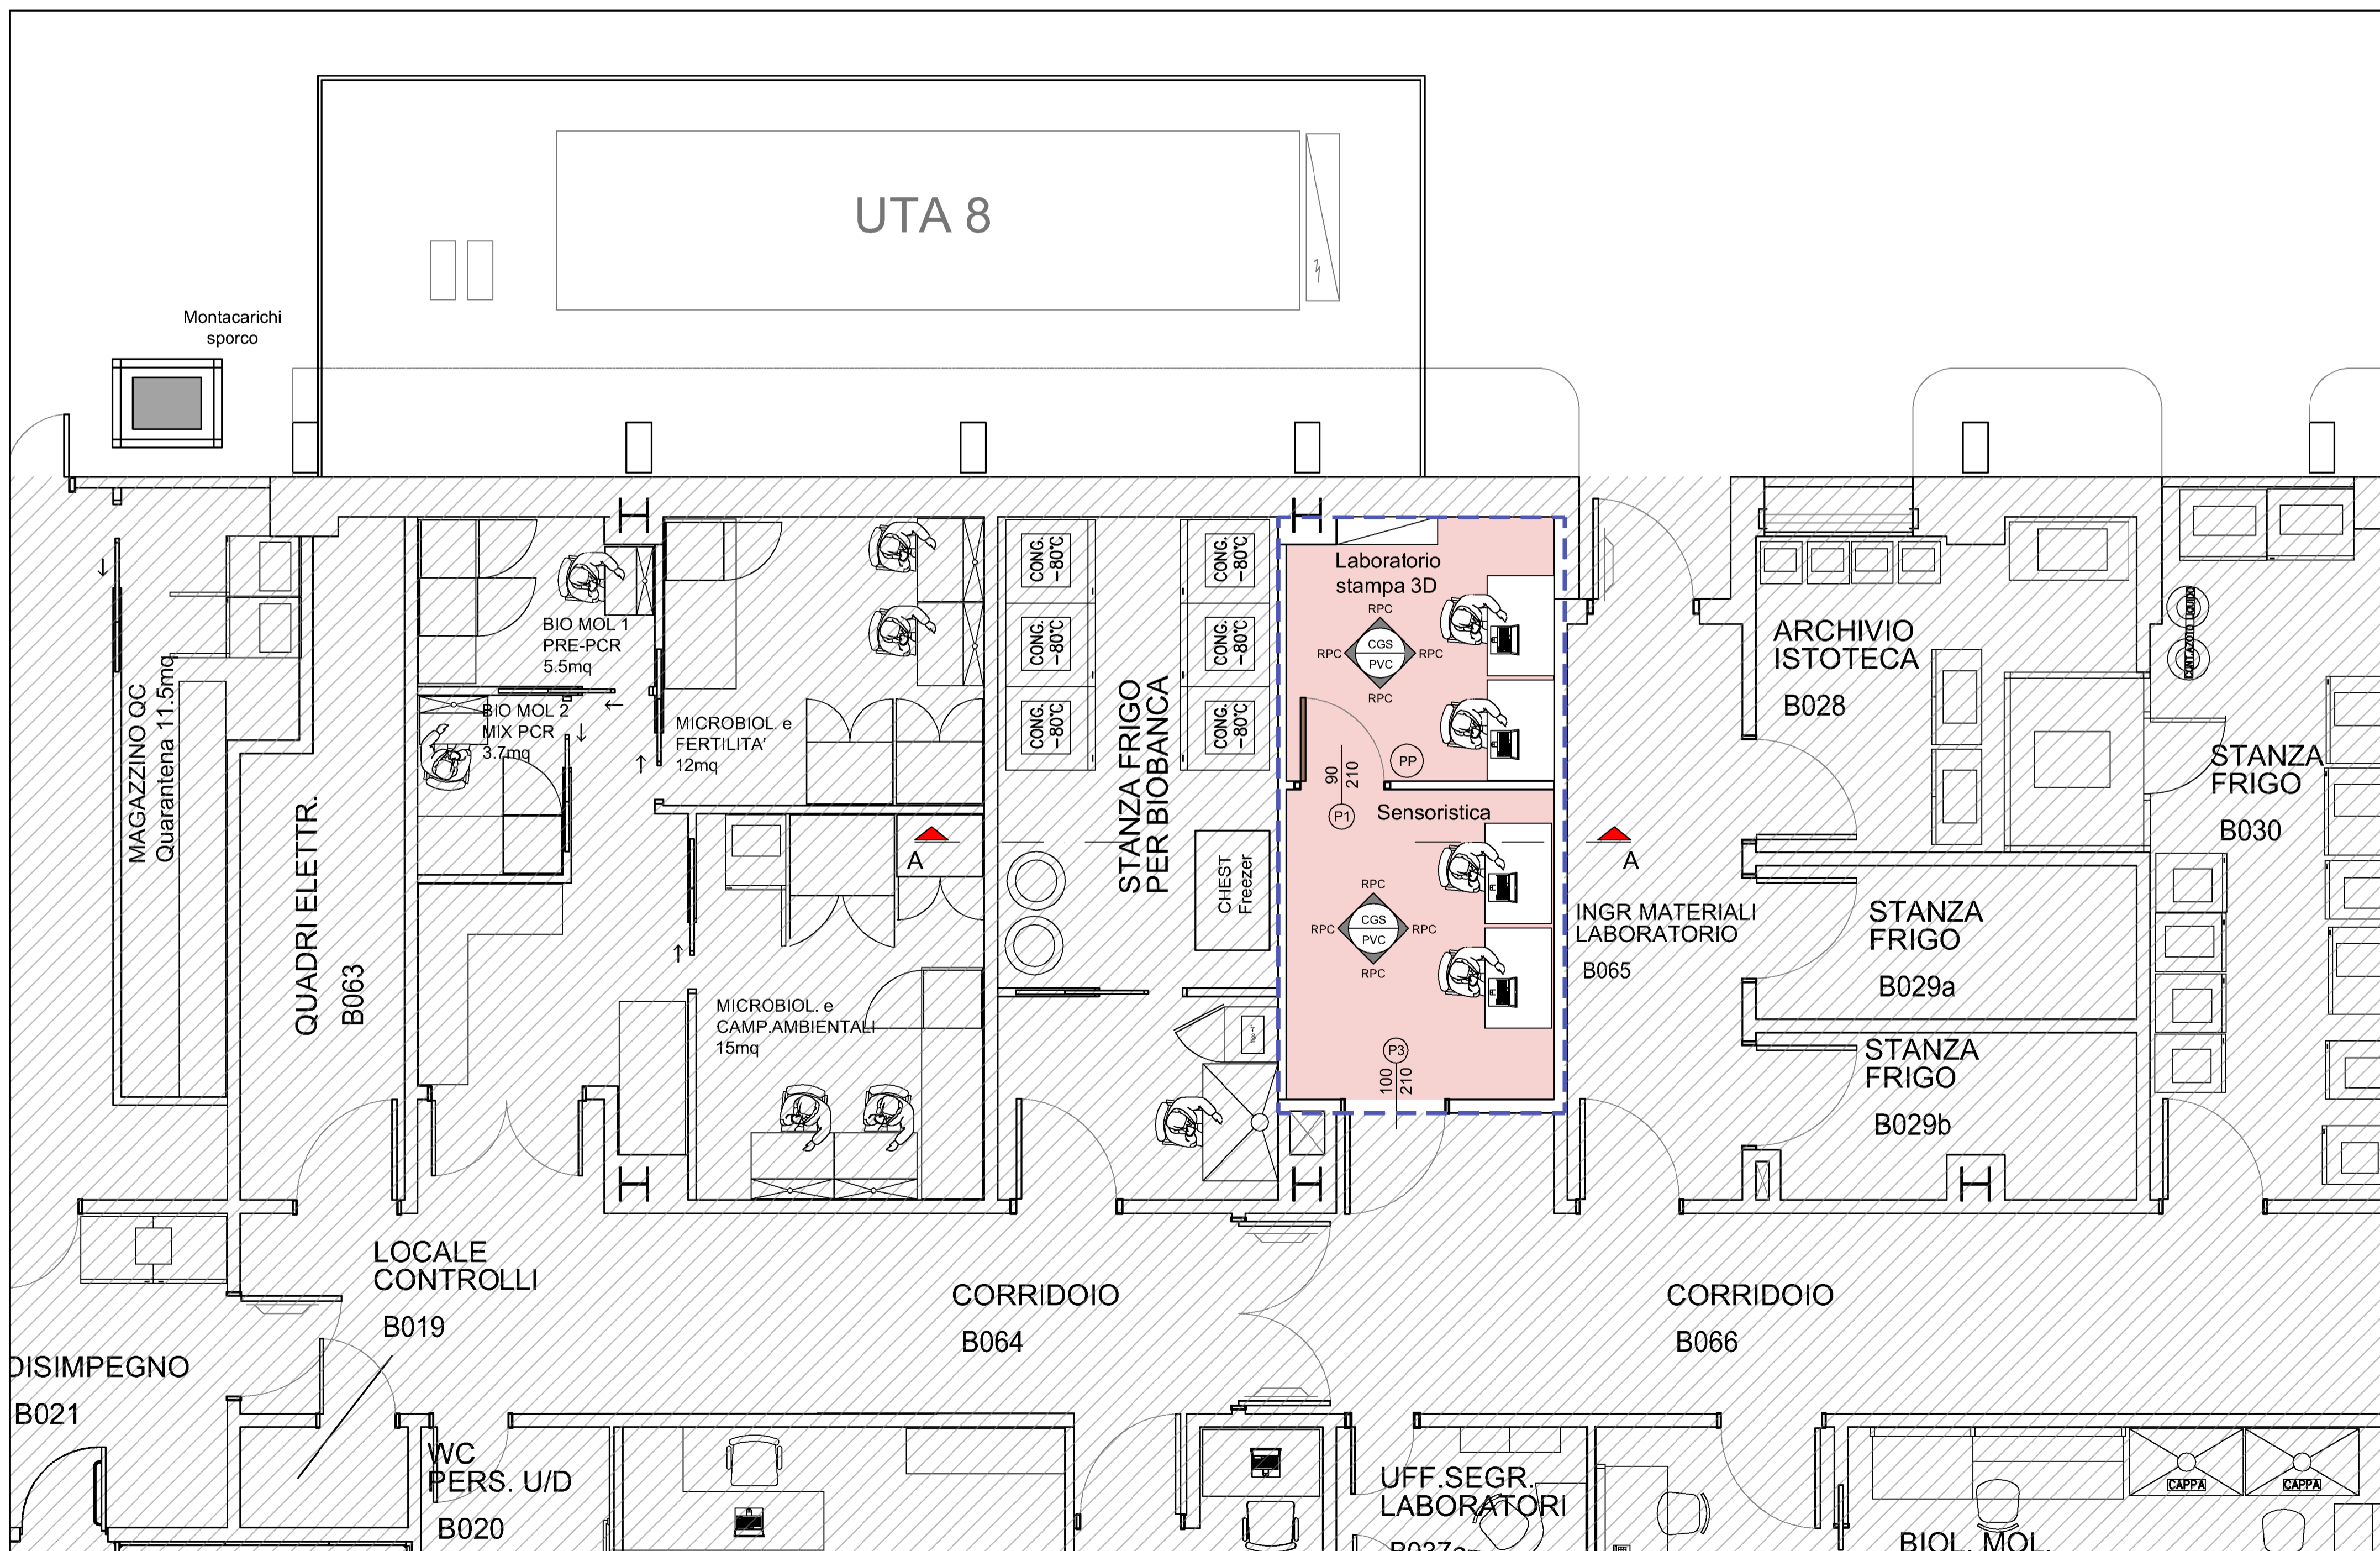 UTA 8
Montacarichi
sporco
MAGAZZINO QC
Quarantena 11.5mq
QUADRI ELETTR.
B063
BIO MOL 1
PRE-PCR
5.5mq
BIO MOL 2
MIX PCR
3.7mq
MICROBIOL. e
FERTILITA'
12mq
MICROBIOL. e
CAMP.AMBIENTALI
15mq
A
CONG.
-80°C
CONG.
-80°C
CONG.
-80°C
CONG.
-80°C
CONG.
-80°C
CONG.
-80°C
STANZA FRIGO
PER BIOBANCA
CHEST
Freezer
Laboratorio
stampa 3D
RPC
RPC
CGS
PVC
RPC
RPC
90
210
P1
PP
Sensoristica
RPC
RPC
CGS
PVC
RPC
RPC
P3
100
210
A
INGR MATERIALI
LABORATORIO
B065
ARCHIVIO
ISTOTECA
B028
STANZA
FRIGO
B029a
STANZA
FRIGO
B029b
STANZA
FRIGO
B030
LOCALE
CONTROLLI
B019
CORRIDOIO
B064
CORRIDOIO
B066
DISIMPEGNO
B021
WC
PERS. U/D
B020
UFF.SEGR.
LABORATORI
CAPPA
CAPPA
BIOL. MOL.